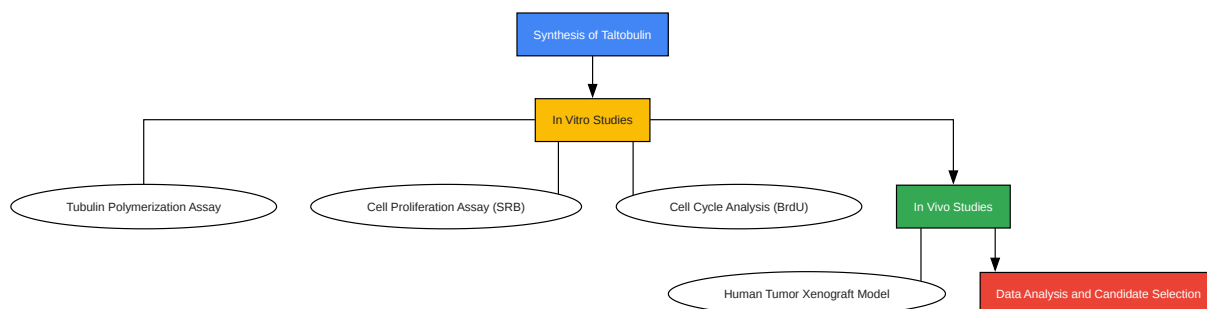 Synthesis of Taltobulin
In Vitro Studies
Tubulin Polymerization Assay
Cell Proliferation Assay (SRB)
Cell Cycle Analysis (BrdU)
In Vivo Studies
Human Tumor Xenograft Model
Data Analysis and Candidate Selection